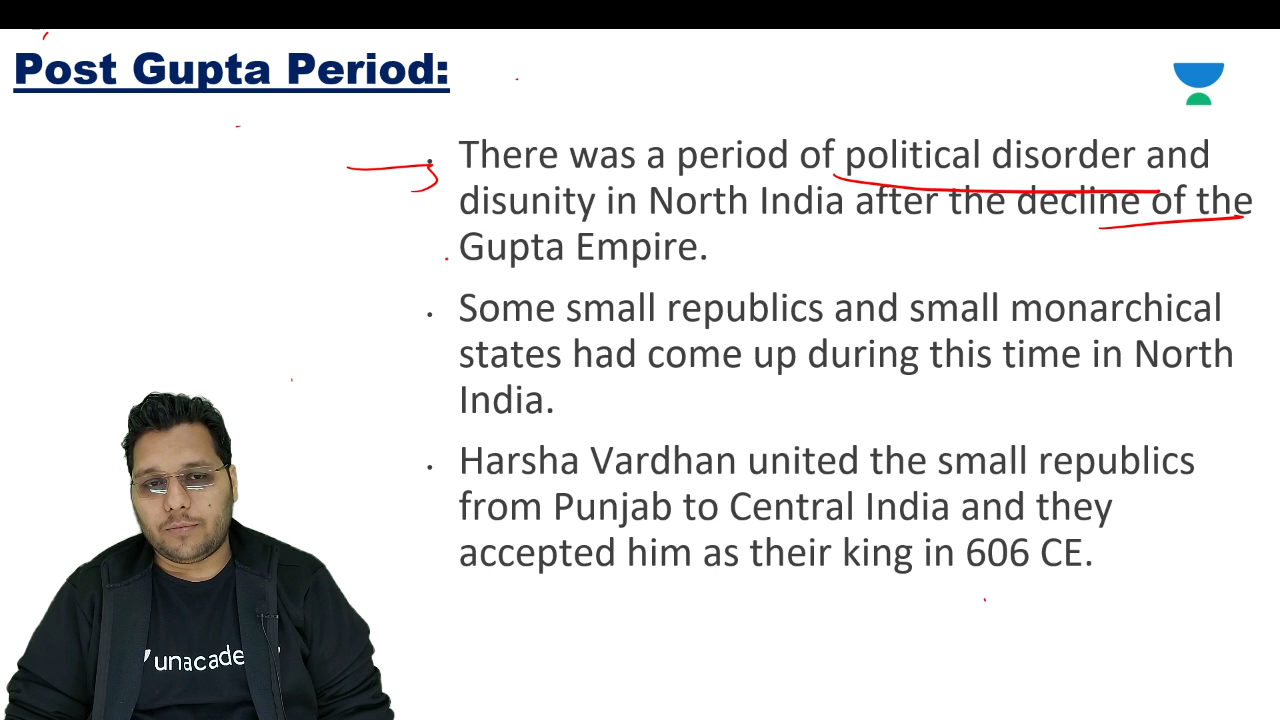 Post Gupta Period:
• There was a period of political disorder and
disunity in North India after the decline of the
Gupta Empire.
• Some small republics and small monarchical
states had come up during this time in North
India.
• Harsha Vardhan united the small republics
from Punjab to Central India and they
accepted him as their king in 606 CE.
unacade